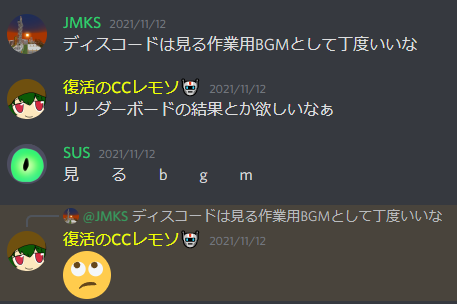 JMKS 2021/11/12
ディスコードは見る作業用BGMとして丁度いいな
復活のCCレモソ 2021/11/12
リーダーボードの結果とか欲しいなぁ
SUS 2021/11/12
見　る　b　g　m
@JMKS ディスコードは見る作業用BGMとして丁度いいな
復活のCCレモソ 2021/11/12